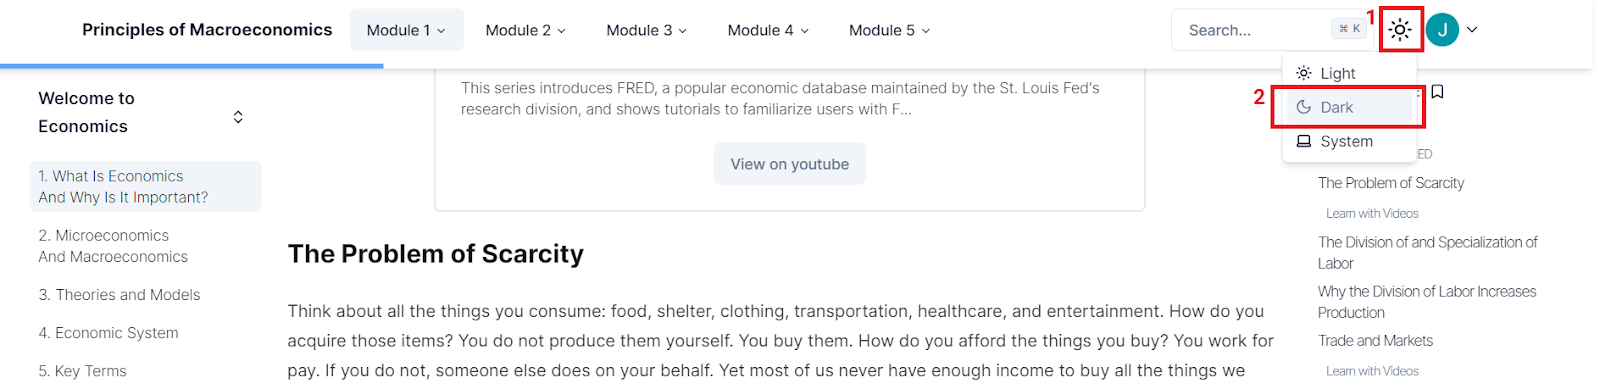 Principles of Macroeconomics
Module 1
Module 2
Module 3
Module 4
Module 5
Search...
⌘ K
1
J
Light
2
Dark
System
Welcome to
Economics
1. What Is Economics
And Why Is It Important?
2. Microeconomics
And Macroeconomics
3. Theories and Models
4. Economic System
5. Key Terms
This series introduces FRED, a popular economic database maintained by the St. Louis Fed's
research division, and shows tutorials to familiarize users with F...
View on youtube
The Problem of Scarcity
Think about all the things you consume: food, shelter, clothing, transportation, healthcare, and entertainment. How do you
acquire those items? You do not produce them yourself. You buy them. How do you afford the things you buy? You work for
pay. If you do not, someone else does on your behalf. Yet most of us never have enough income to buy all the things we
The Problem of Scarcity
Learn with Videos
The Division of and Specialization of
Labor
Why the Division of Labor Increases
Production
Trade and Markets
Learn with Videos